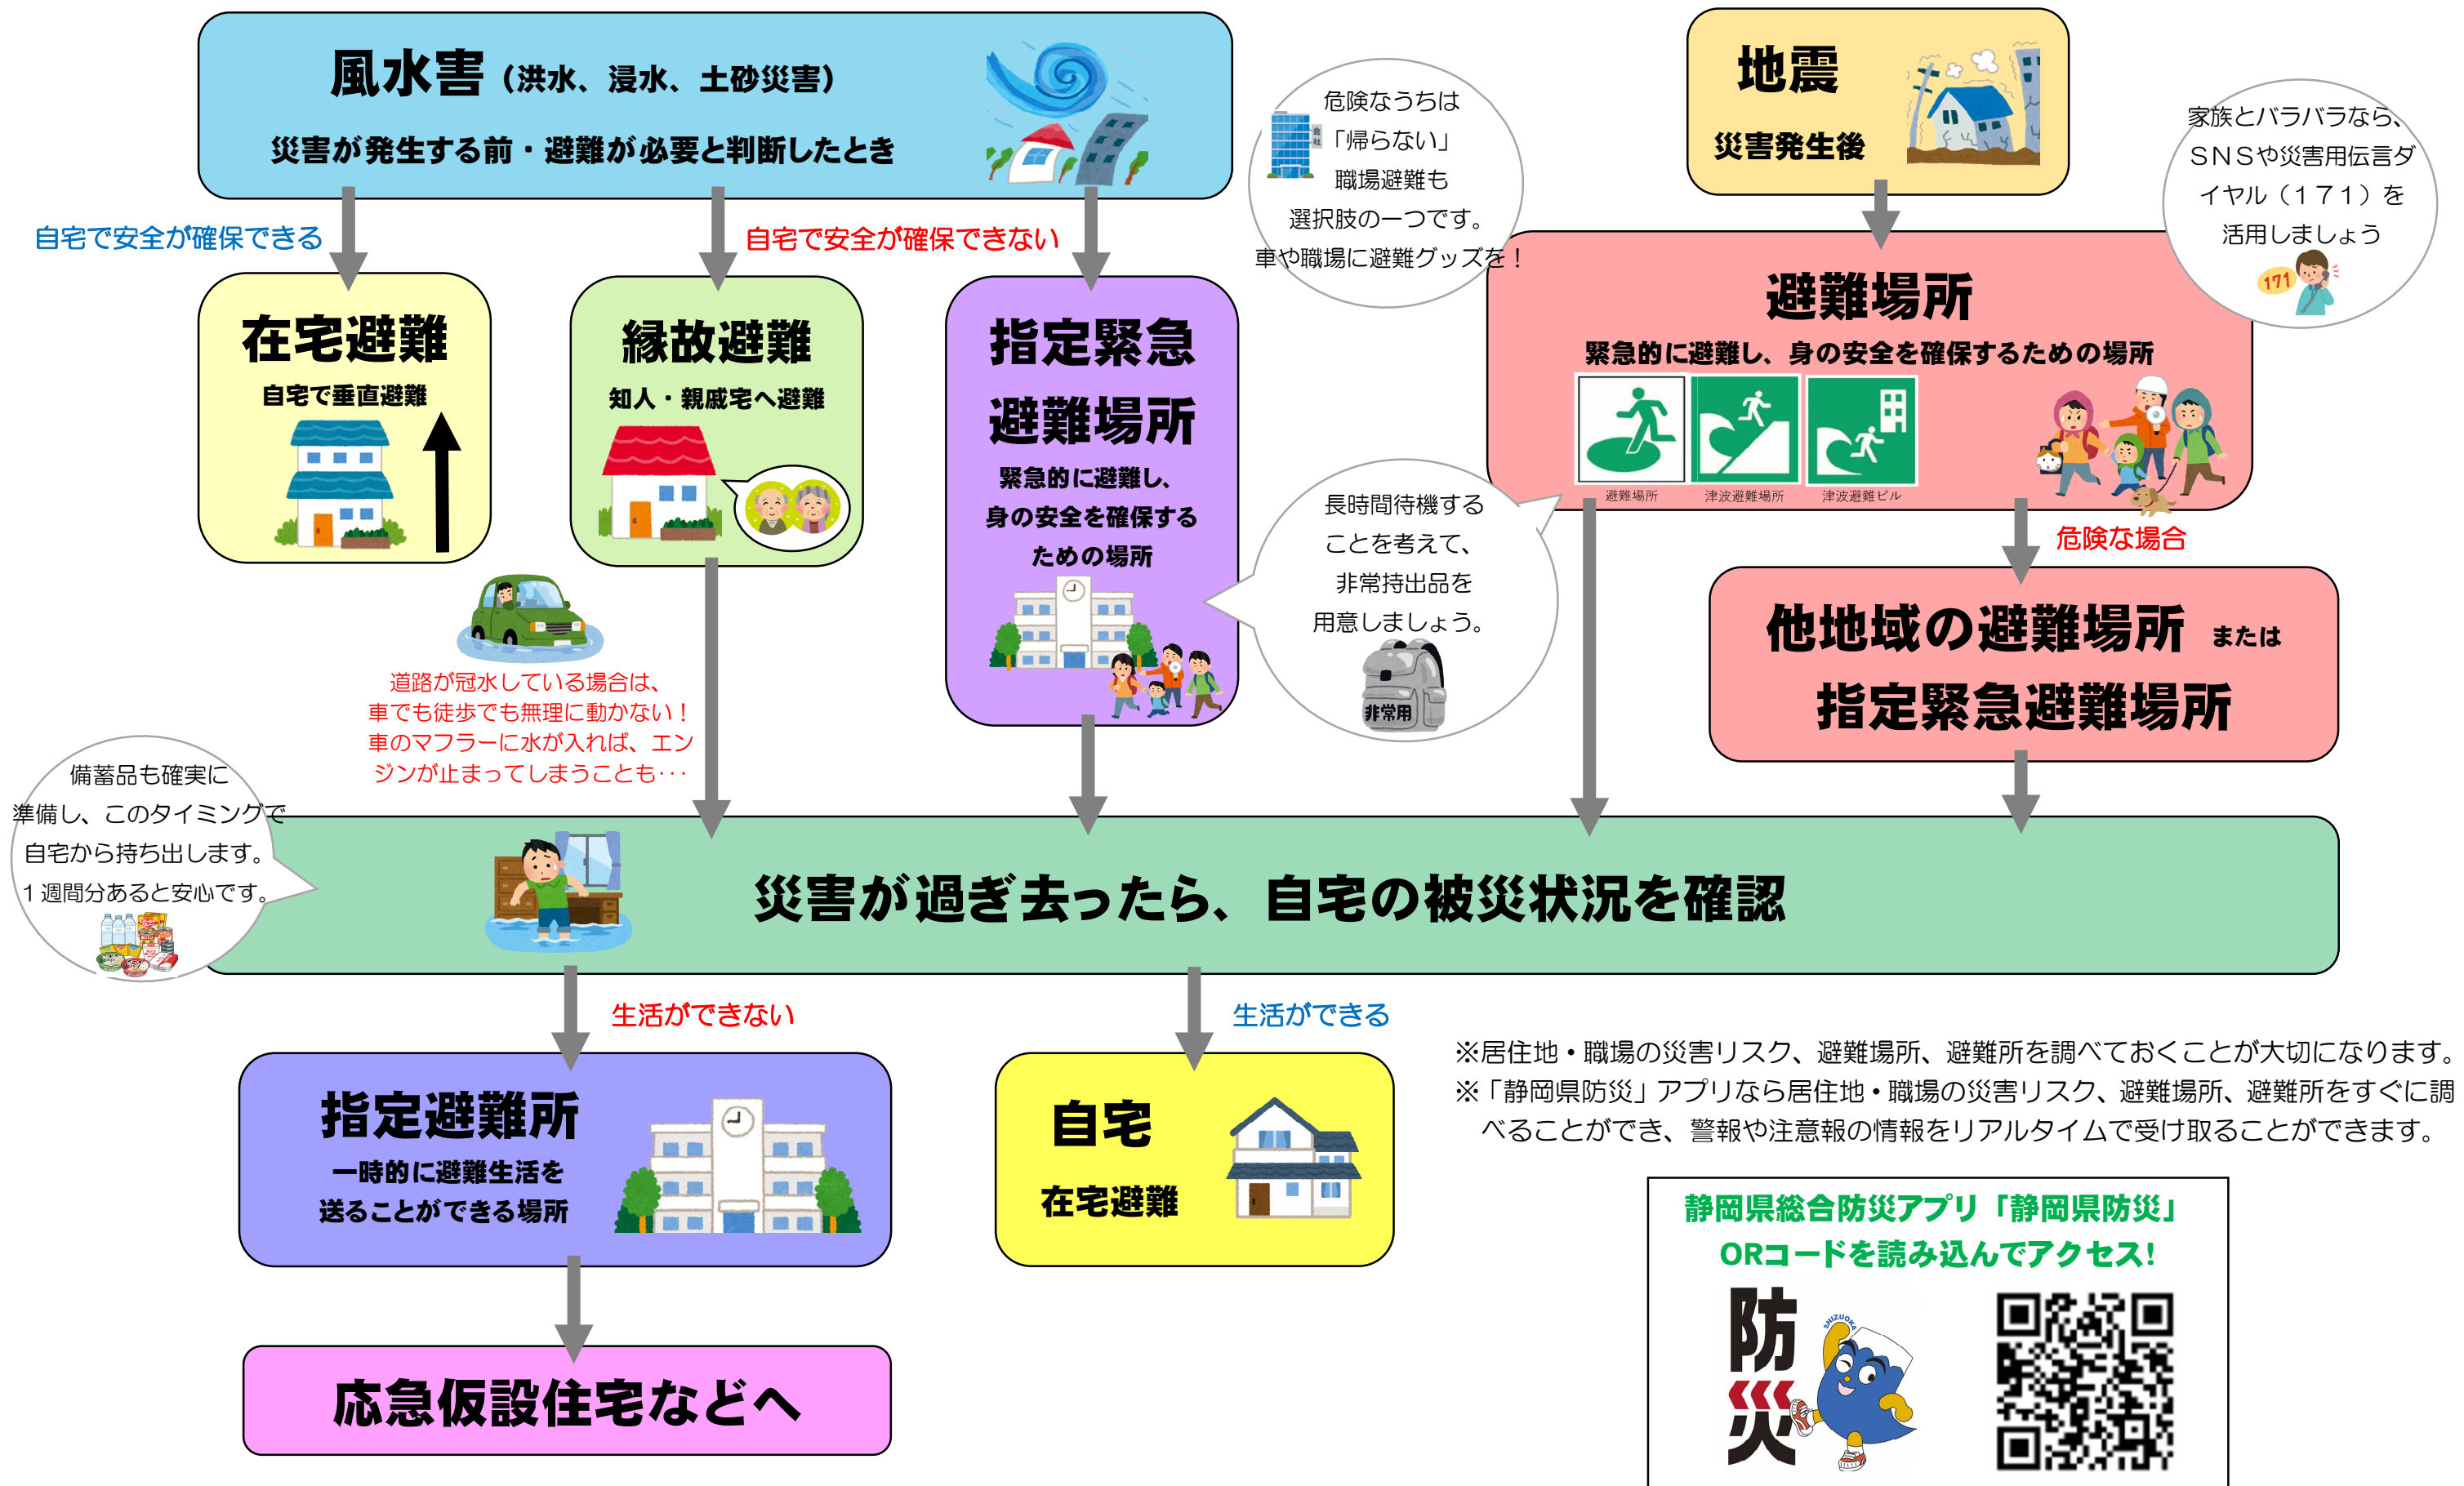 風水害（洪水、浸水、土砂災害）
災害が発生する前・避難が必要と判断したとき
危険なうちは
「帰らない」
職場避難も
選択肢の一つです。
車や職場に避難グッズを！
会社
地震
災害発生後
家族とバラバラなら、
ＳＮＳや災害用伝言ダ
イヤル（１７１）を
活用しましょう
171
自宅で安全が確保できる
自宅で安全が確保できない
在宅避難
自宅で垂直避難
縁故避難
知人・親戚宅へ避難
指定緊急
避難場所
緊急的に避難し、
身の安全を確保する
ための場所
避難場所
緊急的に避難し、身の安全を確保するための場所
避難場所
津波避難場所
津波避難ビル
長時間待機する
ことを考えて、
非常持出品を
用意しましょう。
非常用
危険な場合
他地域の避難場所 または
指定緊急避難場所
道路が冠水している場合は、
車でも徒歩でも無理に動かない！
車のマフラーに水が入れば、エン
ジンが止まってしまうことも･･･
備蓄品も確実に
準備し、このタイミングで
自宅から持ち出します。
１週間分あると安心です。
災害が過ぎ去ったら、自宅の被災状況を確認
生活ができない
生活ができる
指定避難所
一時的に避難生活を
送ることができる場所
自宅
在宅避難
応急仮設住宅などへ
※居住地・職場の災害リスク、避難場所、避難所を調べておくことが大切になります。
※「静岡県防災」アプリなら居住地・職場の災害リスク、避難場所、避難所をすぐに調
べることができ、警報や注意報の情報をリアルタイムで受け取ることができます。
静岡県総合防災アプリ「静岡県防災」
ORコードを読み込んでアクセス！
防災
SHIZUOKA